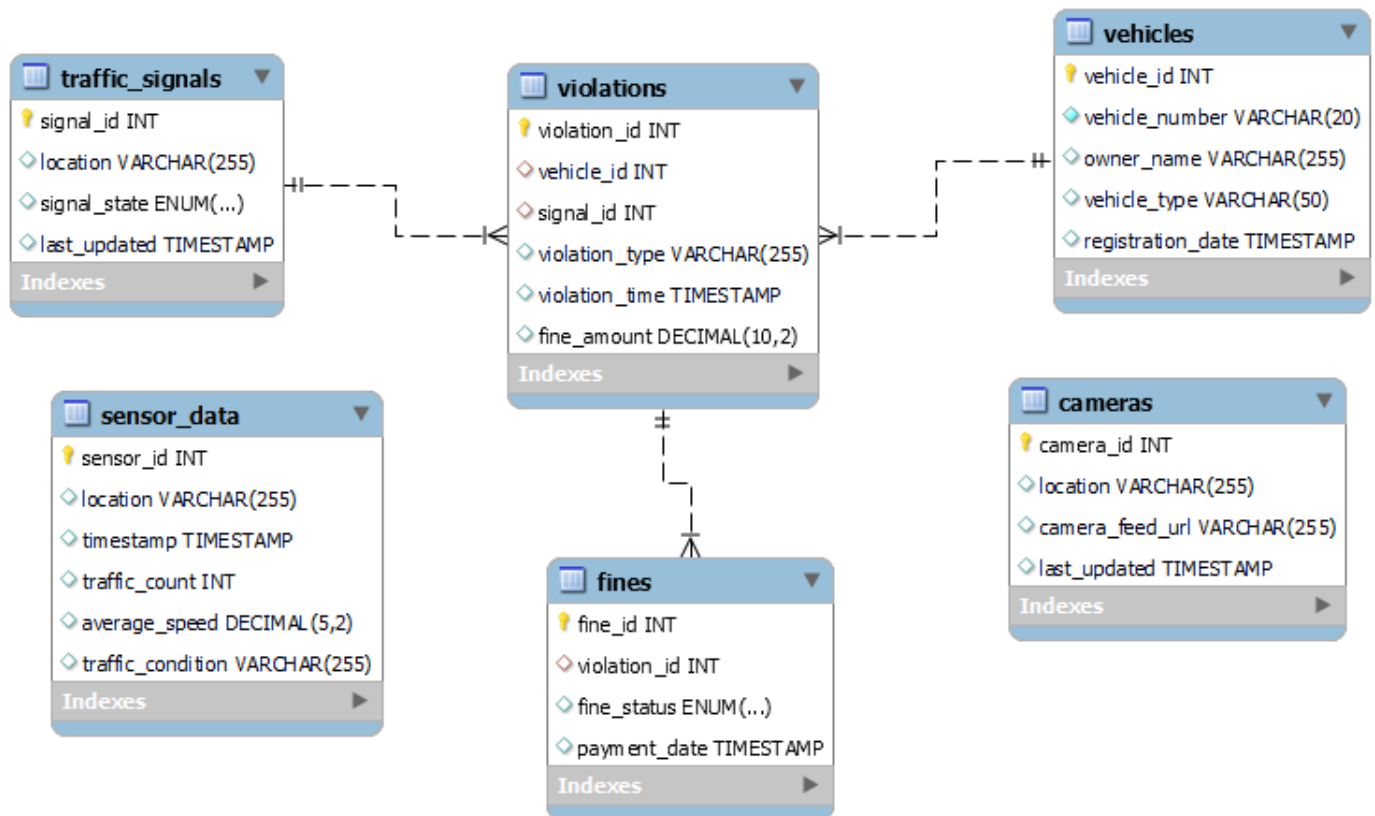 traffic_signals
signal_id INT
location VARCHAR(255)
signal_state ENUM(...)
last_updated TIMESTAMP
Indexes
violations
violation_id INT
vehicle_id INT
signal_id INT
violation_type VARCHAR(255)
violation_time TIMESTAMP
fine_amount DECIMAL(10,2)
Indexes
vehicles
vehicle_id INT
vehicle_number VARCHAR(20)
owner_name VARCHAR(255)
vehicle_type VARCHAR(50)
registration_date TIMESTAMP
Indexes
sensor_data
sensor_id INT
location VARCHAR(255)
timestamp TIMESTAMP
traffic_count INT
average_speed DECIMAL(5,2)
traffic_condition VARCHAR(255)
Indexes
fines
fine_id INT
violation_id INT
fine_status ENUM(...)
payment_date TIMESTAMP
Indexes
cameras
camera_id INT
location VARCHAR(255)
camera_feed_url VARCHAR(255)
last_updated TIMESTAMP
Indexes